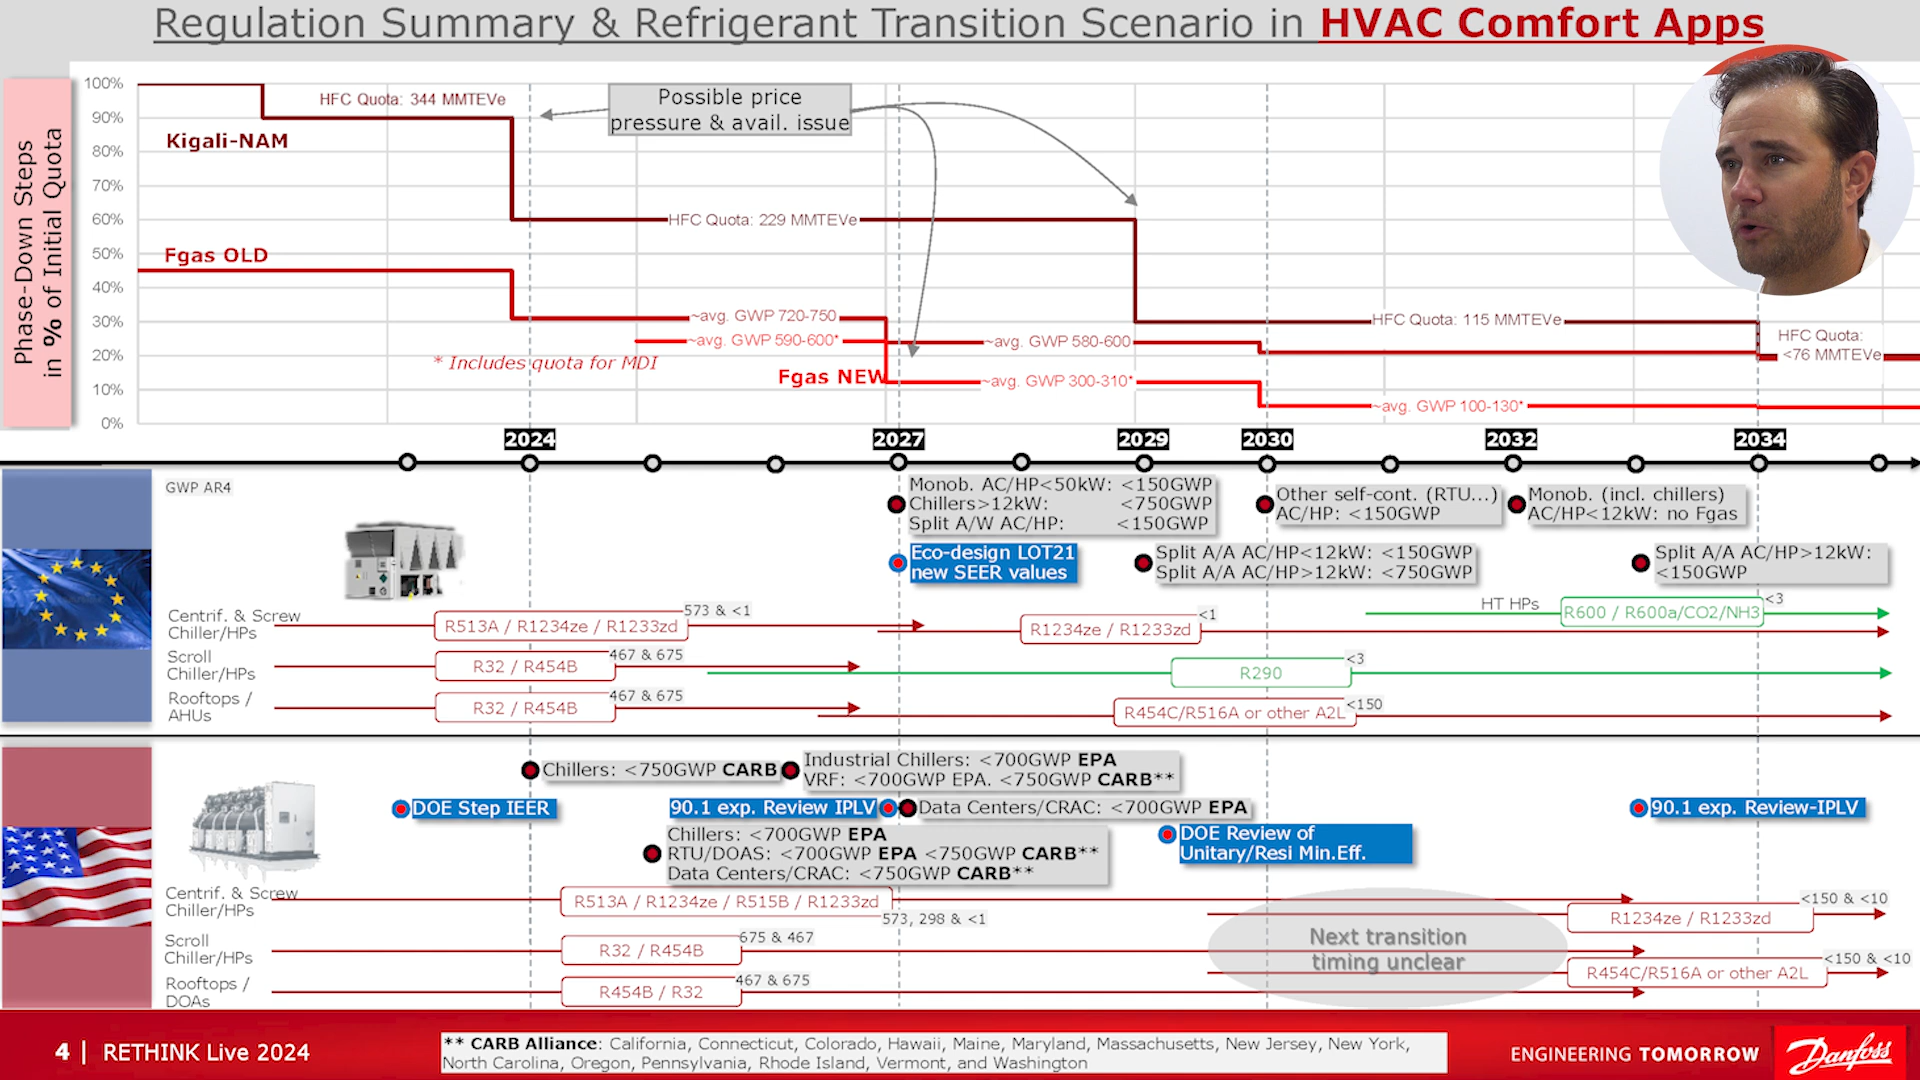 Regulation Summary & Refrigerant Transition Scenario in HVAC Comfort Apps
Phase-Down Steps
in % of Initial Quota
100%
90%
80%
70%
60%
50%
40%
30%
20%
10%
0%
HFC Quota: 344 MMTEVe
Kigali-NAM
Possible price
pressure & avail. issue
HFC Quota: 229 MMTEVe
Fgas OLD
~avg. GWP 720-750
~avg. GWP 590-600*
* Includes quota for MDI
Fgas NEW
~avg. GWP 580-600
~avg. GWP 300-310*
HFC Quota: 115 MMTEVe
~avg. GWP 100-130*
HFC Quota:
<76 MMTEVe
2024
2027
2029
2030
2032
2034
GWP AR4
Monob. AC/HP<50kW: <150GWP
Chillers>12kW: <750GWP
Split A/W AC/HP: <150GWP
Other self-cont. (RTU...)
AC/HP: <150GWP
Monob. (incl. chillers)
AC/HP<12kW: no Fgas
Eco-design LOT21
new SEER values
Split A/A AC/HP<12kW: <150GWP
Split A/A AC/HP>12kW: <750GWP
Split A/A AC/HP>12kW:
<150GWP
Centrif. & Screw
Chiller/HPs
R513A / R1234ze / R1233zd
573 & <1
R1234ze / R1233zd
<1
HT HPs
R600 / R600a/CO2/NH3
<3
Scroll
Chiller/HPs
R32 / R454B
467 & 675
R290
<3
Rooftops /
AHUs
R32 / R454B
467 & 675
R454C/R516A or other A2L
<150
Chillers: <750GWP CARB
Industrial Chillers: <700GWP EPA
VRF: <700GWP EPA. <750GWP CARB**
DOE Step IEER
90.1 exp. Review IPLV
Data Centers/CRAC: <700GWP EPA
90.1 exp. Review-IPLV
Chillers: <700GWP EPA
RTU/DOAS: <700GWP EPA <750GWP CARB**
Data Centers/CRAC: <750GWP CARB**
DOE Review of
Unitary/Resi Min.Eff.
Centrif. & Screw
Chiller/HPs
R513A / R1234ze / R515B / R1233zd
573, 298 & <1
Next transition
timing unclear
R1234ze / R1233zd
<150 & <10
Scroll
Chiller/HPs
R32 / R454B
675 & 467
R454C/R516A or other A2L
<150 & <10
Rooftops /
DOAs
R454B / R32
467 & 675
4 | RETHINK Live 2024
** CARB Alliance: California, Connecticut, Colorado, Hawaii, Maine, Maryland, Massachusetts, New Jersey, New York,
North Carolina, Oregon, Pennsylvania, Rhode Island, Vermont, and Washington
ENGINEERING TOMORROW
Danfoss